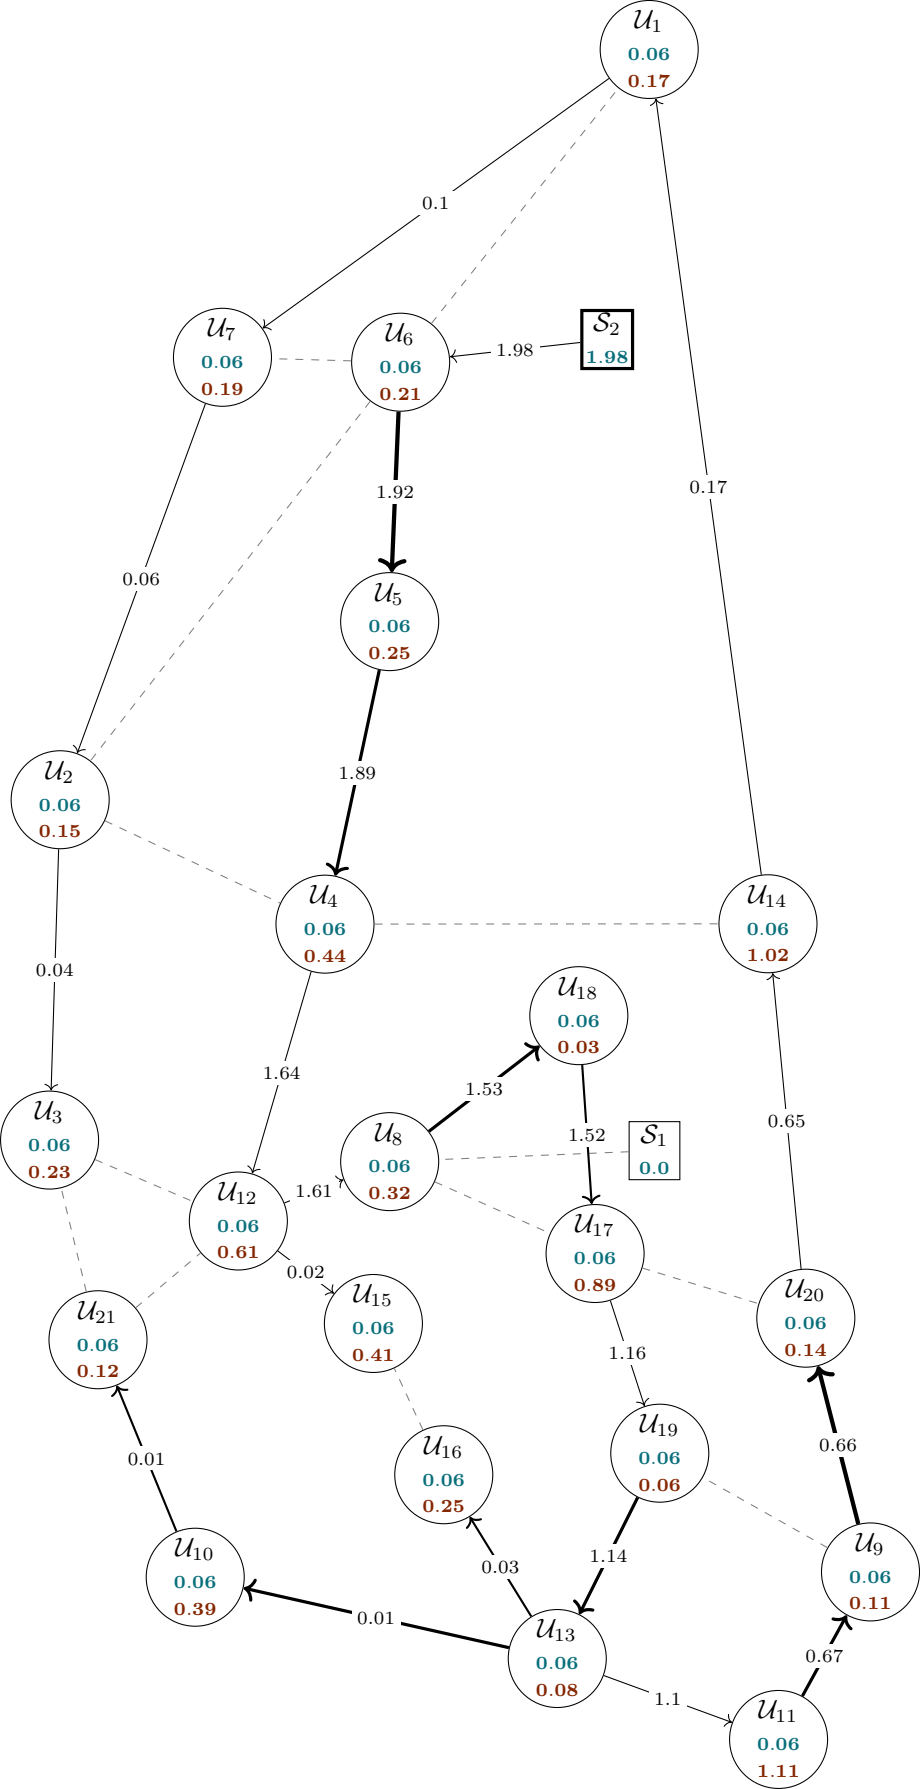 𝒰₁
0.06
0.17
0.1
𝒰₇
0.06
0.19
𝒰₆
0.06
0.21
1.98
𝒮₂
1.98
1.92
0.17
0.06
𝒰₅
0.06
0.25
𝒰₂
0.06
0.15
1.89
𝒰₄
0.06
0.44
𝒰₁₄
0.06
1.02
0.04
𝒰₁₈
0.06
0.03
1.64
1.53
𝒰₃
0.06
0.23
𝒰₈
0.06
0.32
1.52
𝒮₁
0.0
0.65
𝒰₁₂
0.06
0.61
1.61
𝒰₁₇
0.06
0.89
0.02
𝒰₂₁
0.06
0.12
𝒰₁₅
0.06
0.41
𝒰₂₀
0.06
0.14
1.16
0.01
𝒰₁₆
0.06
0.25
𝒰₁₉
0.06
0.06
0.66
𝒰₁₀
0.06
0.39
0.03
1.14
𝒰₉
0.06
0.11
0.01
𝒰₁₃
0.06
0.08
0.67
1.1
𝒰₁₁
0.06
1.11